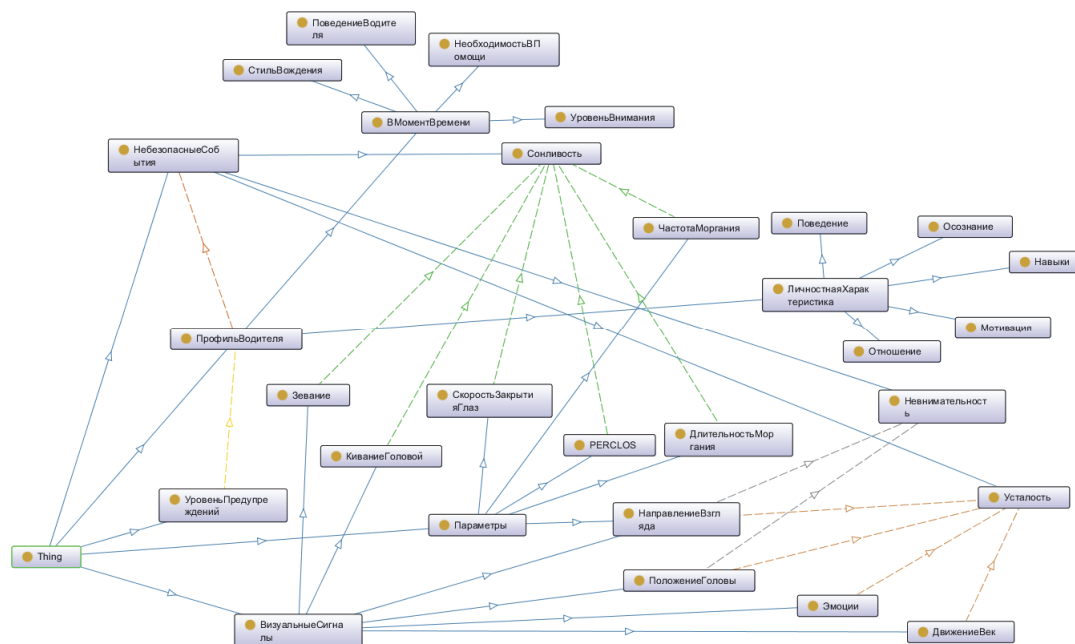 ПоведениеВодите
ля
НеобходимостьВП
омощи
СтильВождения
ВМоментВремени
УровеньВнимания
НебезопасныеСоб
ытия
Сонливость
ЧастотаМоргания
Поведение
Осознание
Навыки
ЛичностнаяХарак
теристика
Мотивация
ПрофильВодителя
Отношение
Зевание
СкоростьЗакрыти
яГлаз
Невнимательност
ь
КиваниеГоловой
PERCLOS
ДлительностьМор
гания
УровеньПредупре
ждений
Параметры
НаправлениеВзгл
яда
Усталость
Thing
ПоложениеГоловы
Эмоции
ВизуальныеСигна
лы
ДвижениеВек